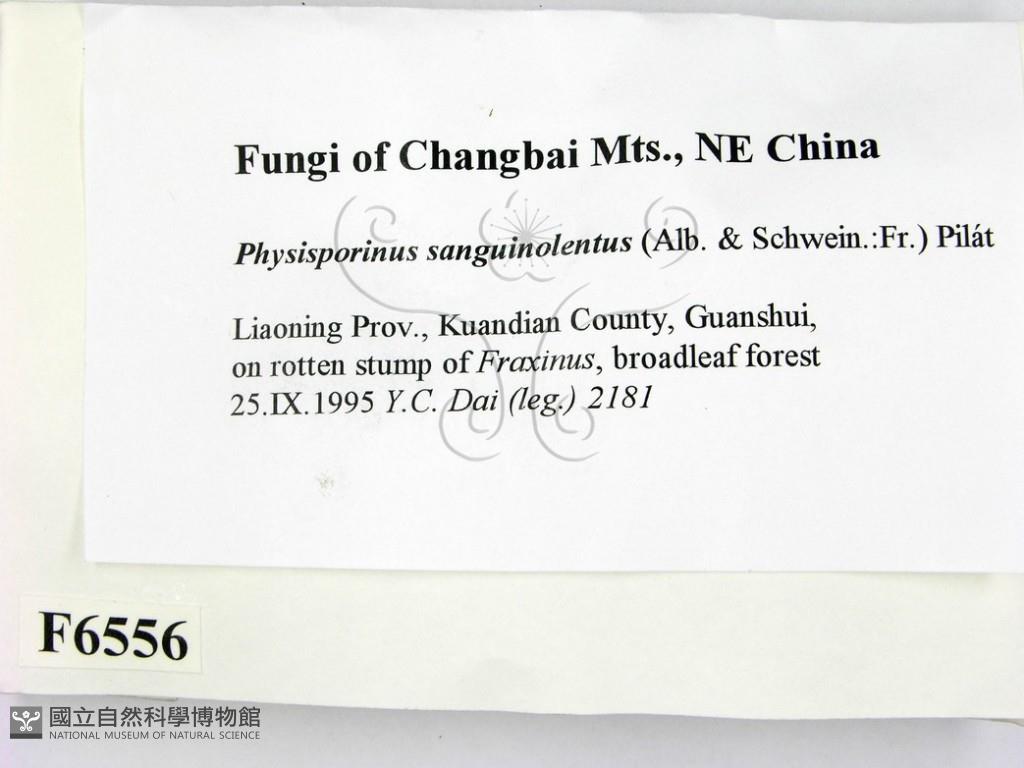 Fungi of Changbai Mts., NE China
Physisporinus sanguinolentus (Alb. & Schwein.:Fr.) Pilát
Liaoning Prov., Kuandian County, Guanshui,
on rotten stump of Fraxinus, broadleaf forest
25.IX.1995 Y.C. Dai (leg.) 2181
F6556
國立自然科學博物館
NATIONAL MUSEUM OF NATURAL SCIENCE